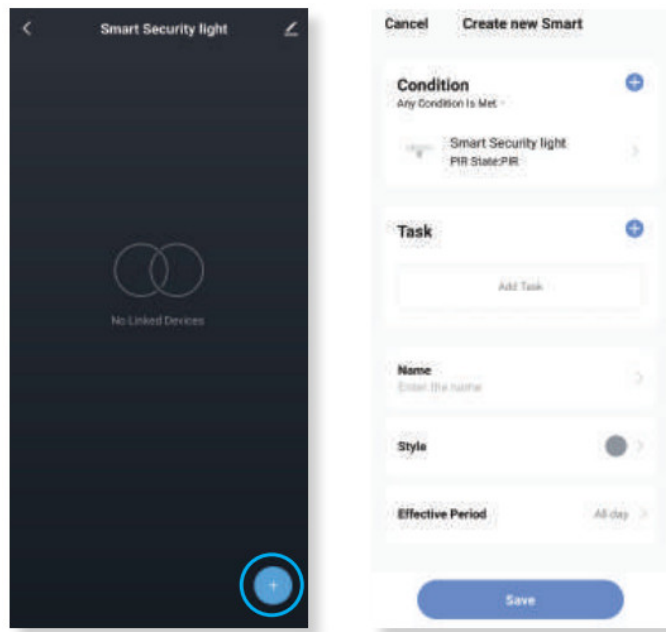 Smart Security light
No Linked Devices
+
Cancel Create new Smart
Condition
Any Condition Is Met
Smart Security light
PIR State:PIR
Task
Add Task
Name
Enter the name
Style
Effective Period All day
Save